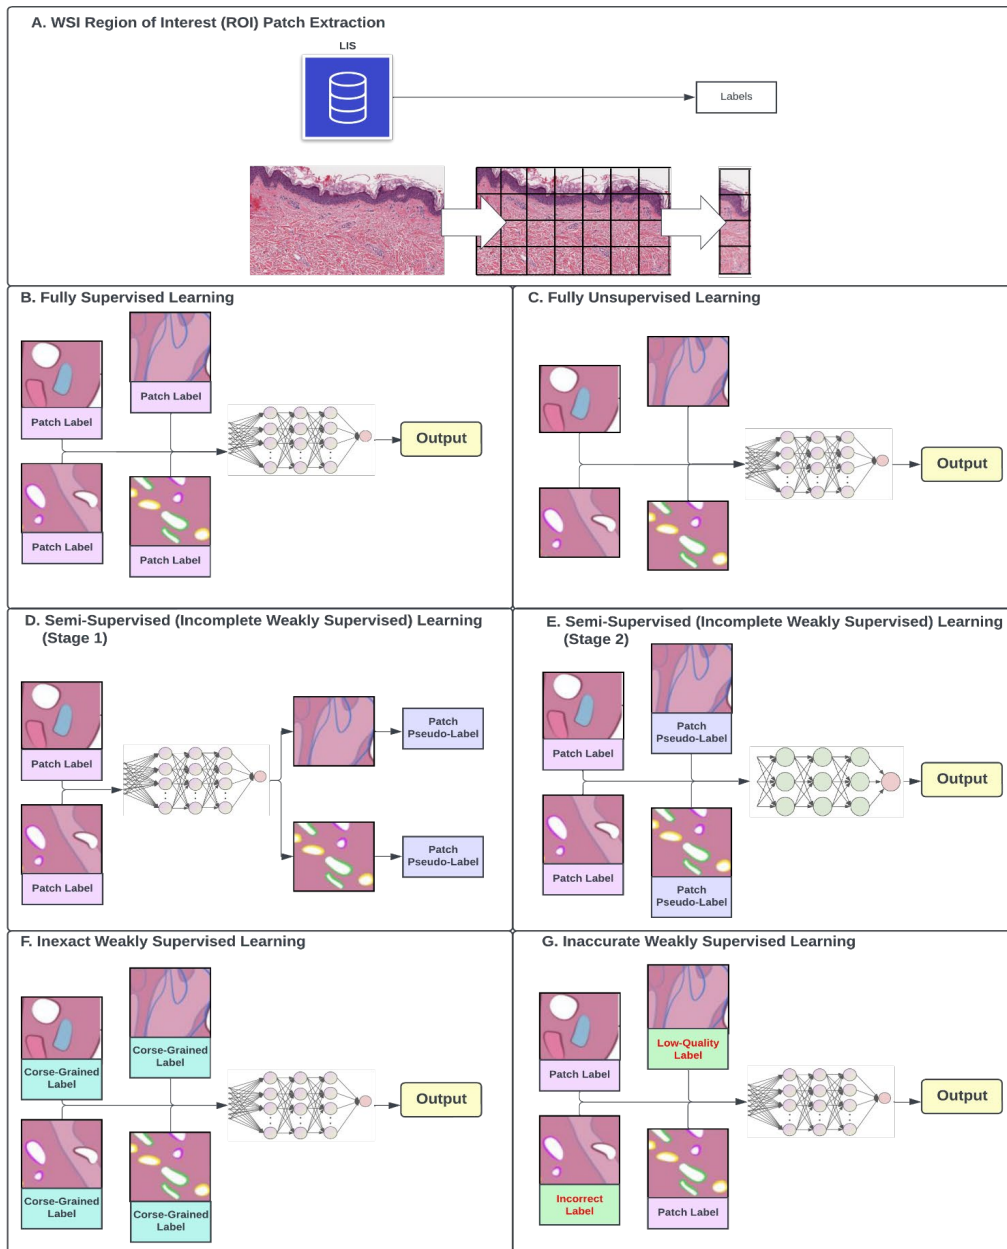 A. WSI Region of Interest (ROI) Patch Extraction
LIS
Labels
B. Fully Supervised Learning
Patch Label
Patch Label
Patch Label
Patch Label
Output
C. Fully Unsupervised Learning
Output
D. Semi-Supervised (Incomplete Weakly Supervised) Learning
(Stage 1)
Patch Label
Patch Label
Patch
Pseudo-Label
Patch
Pseudo-Label
E. Semi-Supervised (Incomplete Weakly Supervised) Learning
(Stage 2)
Patch Label
Patch
Pseudo-Label
Patch Label
Patch
Pseudo-Label
Output
F. Inexact Weakly Supervised Learning
Corse-Grained
Label
Corse-Grained
Label
Corse-Grained
Label
Corse-Grained
Label
Output
G. Inaccurate Weakly Supervised Learning
Patch Label
Low-Quality
Label
Incorrect
Label
Patch Label
Output